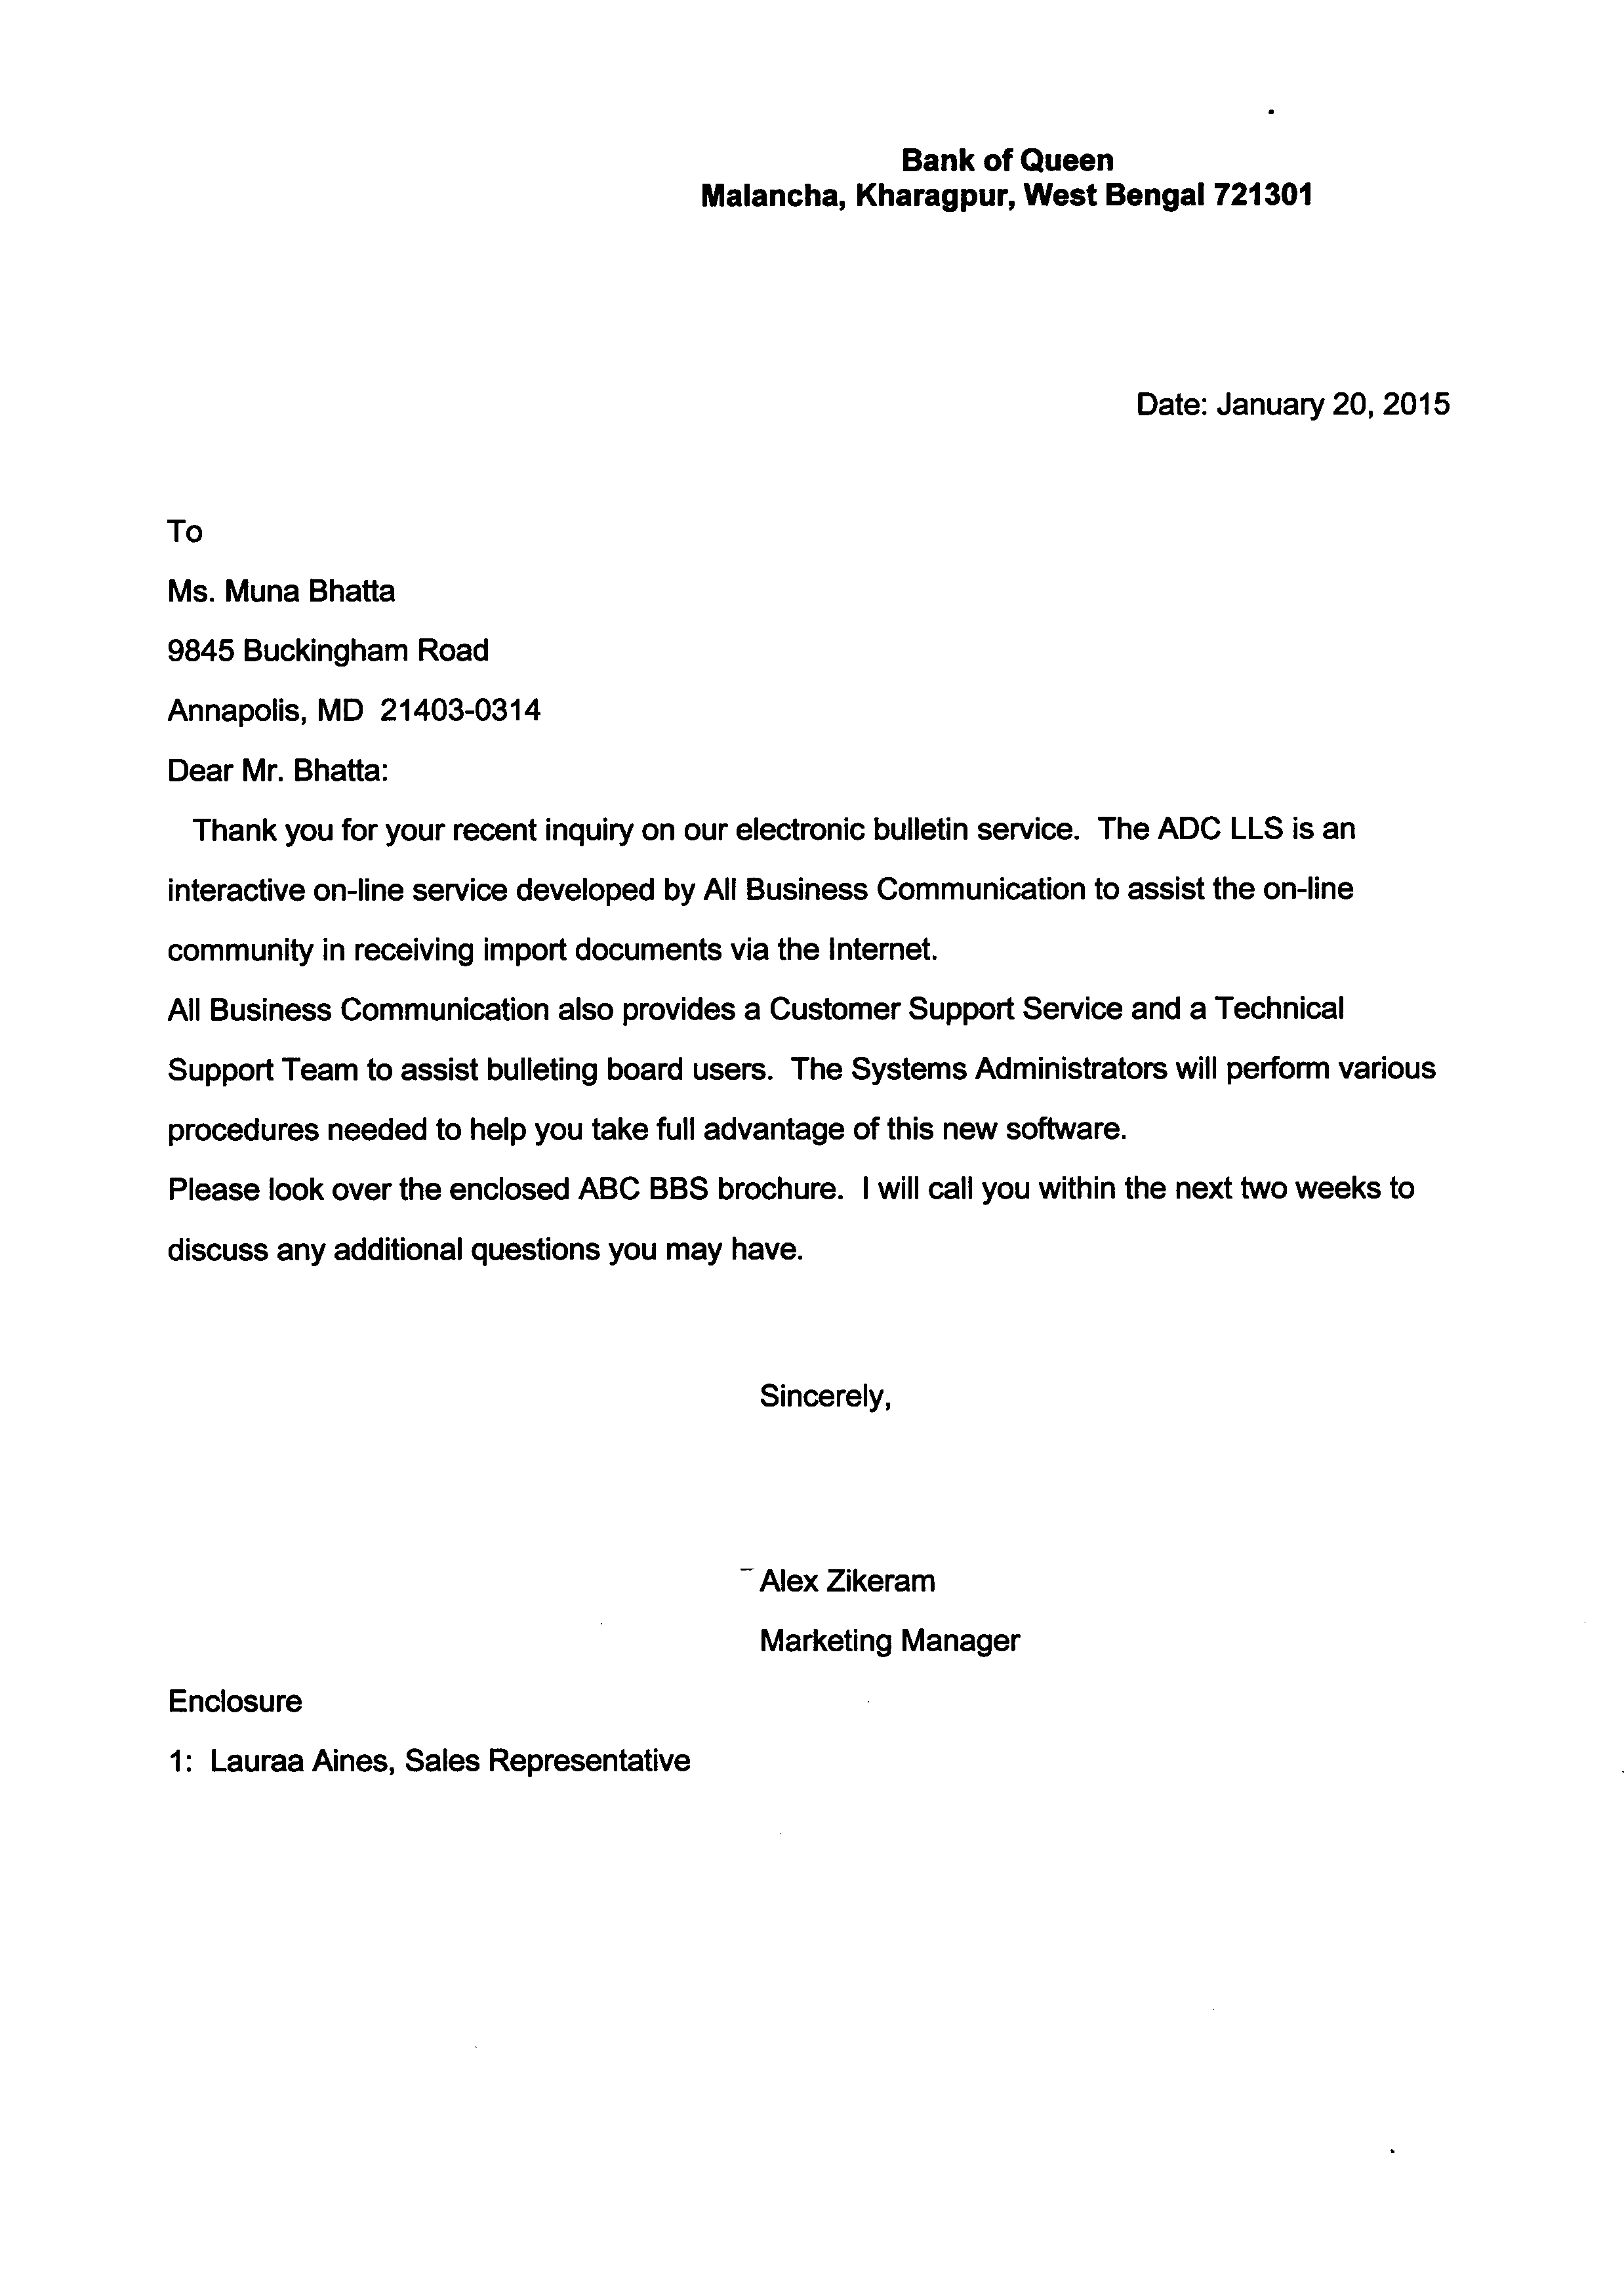 Bank of Queen
Malancha, Kharagpur, West Bengal 721301
Date: January 20, 2015
To
Ms. Muna Bhatta
9845 Buckingham Road
Annapolis, MD  21403-0314
Dear Mr. Bhatta:
Thank you for your recent inquiry on our electronic bulletin service.  The ADC LLS is an
interactive on-line service developed by All Business Communication to assist the on-line
community in receiving import documents via the Internet.
All Business Communication also provides a Customer Support Service and a Technical
Support Team to assist bulleting board users.  The Systems Administrators will perform various
procedures needed to help you take full advantage of this new software.
Please look over the enclosed ABC BBS brochure.  I will call you within the next two weeks to
discuss any additional questions you may have.
Sincerely,
Alex Zikeram
Marketing Manager
Enclosure
1:  Lauraa Aines, Sales Representative